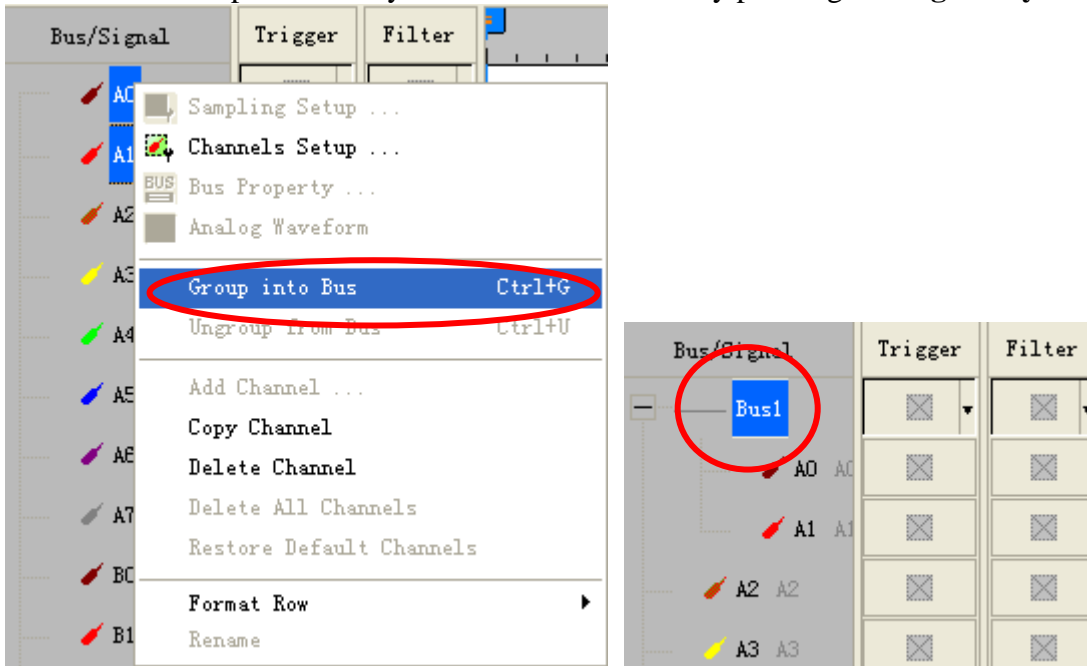 Bus/Signal Trigger Filter
A0
Sampling Setup ...
A1 Channels Setup ...
BUS Bus Property ...
A2
Analog Waveform
A3
Group into Bus Ctrl+G
A4 Ungroup from Bus Ctrl+U
A5 Add Channel ...
Copy Channel
A6
Delete Channel
A7 Delete All Channels
Restore Default Channels
B0
Format Row
B1 Rename
Bus/Signal Trigger Filter
Bus1
A0 A0
A1 A1
A2 A2
A3 A3